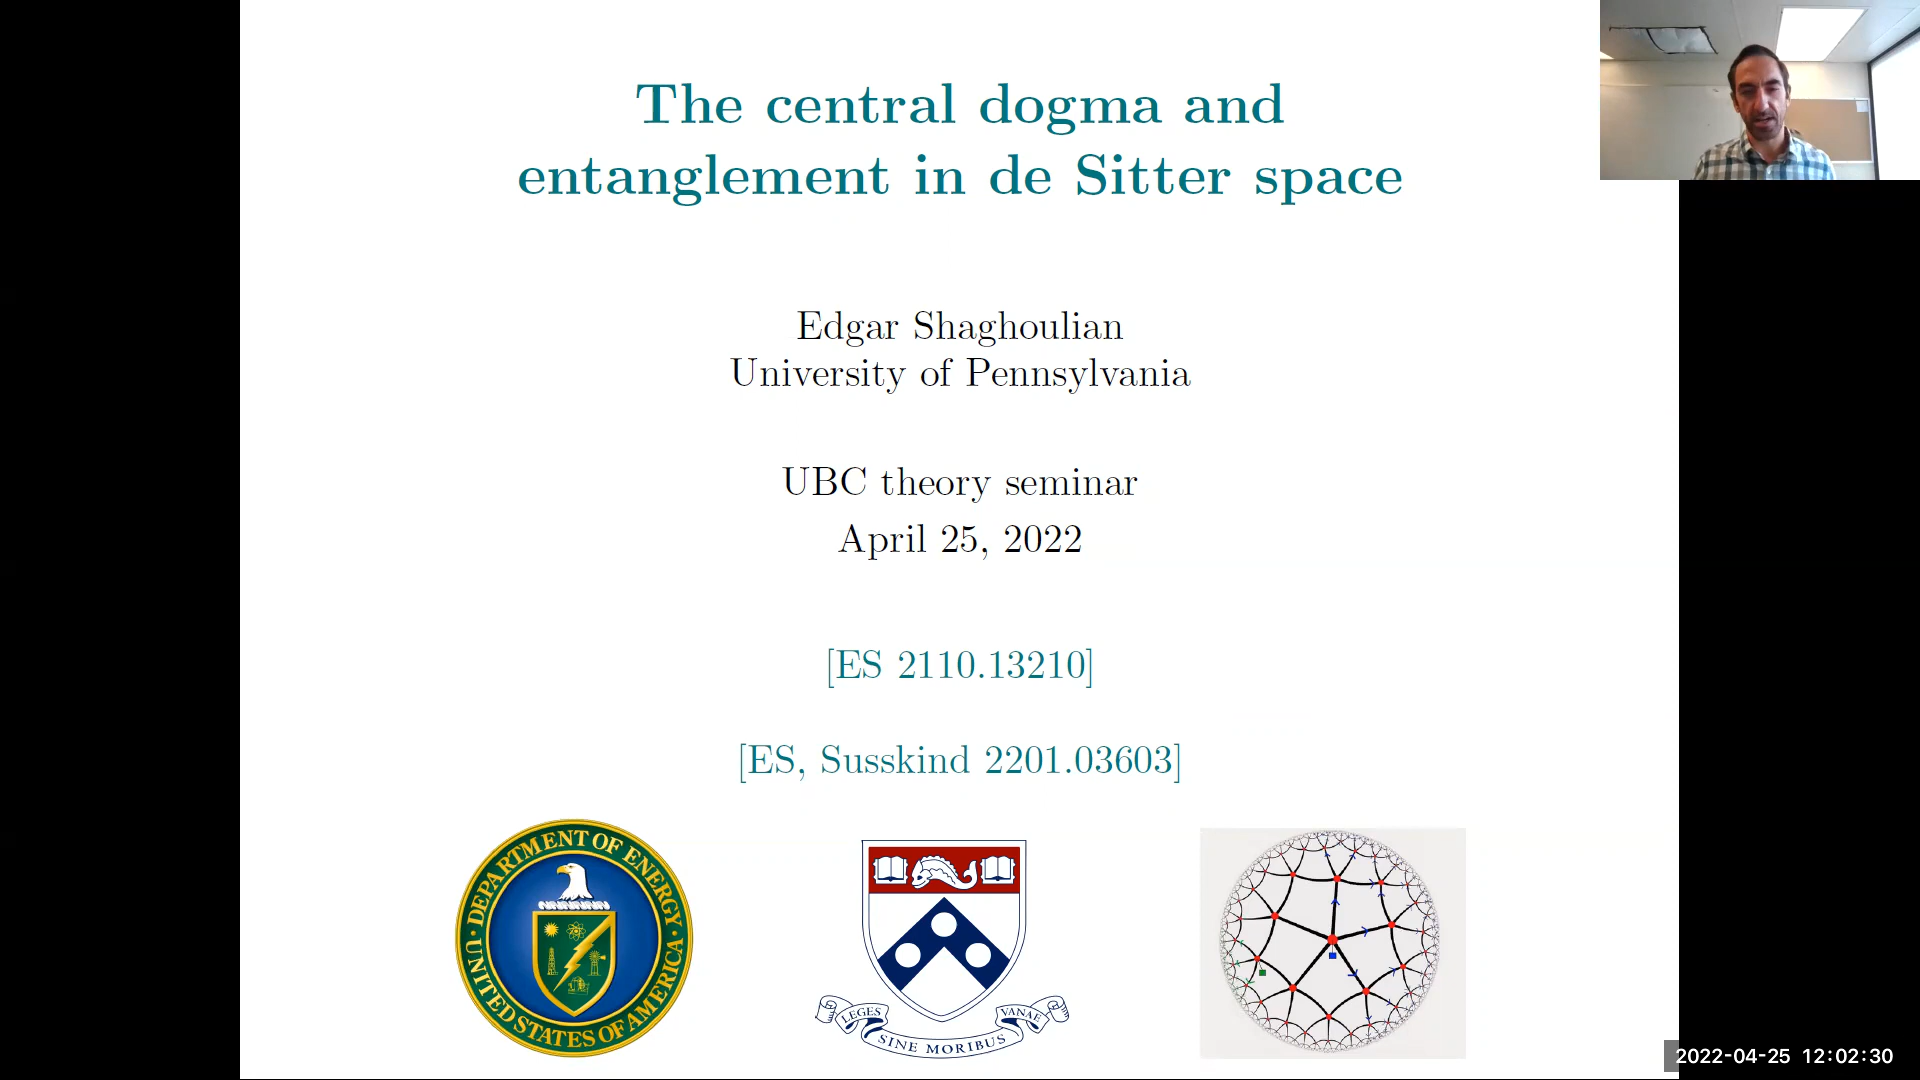 The central dogma and
entanglement in de Sitter space
Edgar Shaghoulian
University of Pennsylvania
UBC theory seminar
April 25, 2022
[ES 2110.13210]
[ES, Susskind 2201.03603]
· DEPARTMENT OF ENERGY ·
UNITED STATES OF AMERICA
LEGES
VANAE
SINE MORIBUS
2022-04-25 12:02:30